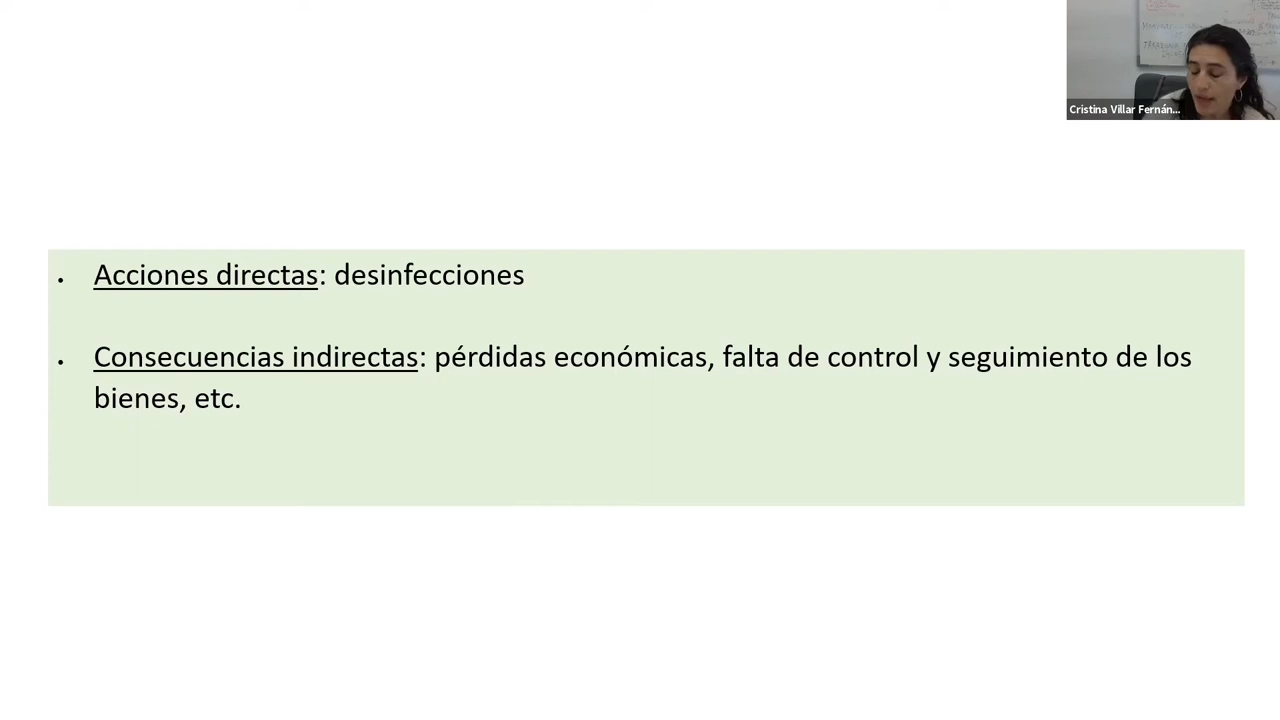 Cristina Villar Fernán...
• Acciones directas: desinfecciones
• Consecuencias indirectas: pérdidas económicas, falta de control y seguimiento de los
bienes, etc.